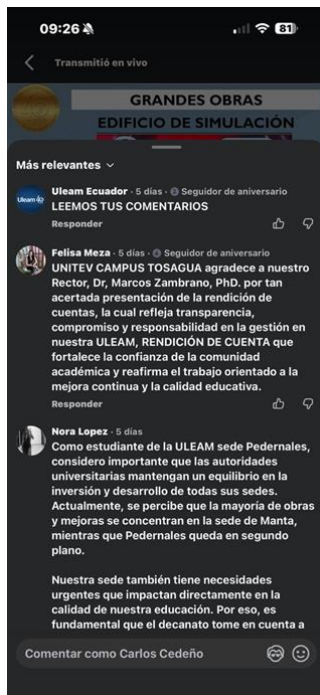 09:26
81
Transmitió en vivo
GRANDES OBRAS
EDIFICIO DE SIMULACIÓN
Más relevantes
Uleam
Uleam Ecuador · 5 días · Seguidor de aniversario
LEEMOS TUS COMENTARIOS
Responder
Felisa Meza · 5 días · Seguidor de aniversario
UNITEV CAMPUS TOSAGUA agradece a nuestro
Rector, Dr, Marcos Zambrano, PhD. por tan
acertada presentación de la rendición de
cuentas, la cual refleja transparencia,
compromiso y responsabilidad en la gestión en
nuestra ULEAM, RENDICIÓN DE CUENTA que
fortalece la confianza de la comunidad
académica y reafirma el trabajo orientado a la
mejora continua y la calidad educativa.
Responder
Nora Lopez · 5 días
Como estudiante de la ULEAM sede Pedernales,
considero importante que las autoridades
universitarias mantengan un equilibrio en la
inversión y desarrollo de todas sus sedes.
Actualmente, se percibe que la mayoría de obras
y mejoras se concentran en la sede de Manta,
mientras que Pedernales queda en segundo
plano.
Nuestra sede también tiene necesidades
urgentes que impactan directamente en la
calidad de nuestra educación. Por eso, es
fundamental que el decanato tome en cuenta a
Comentar como Carlos Cedeño